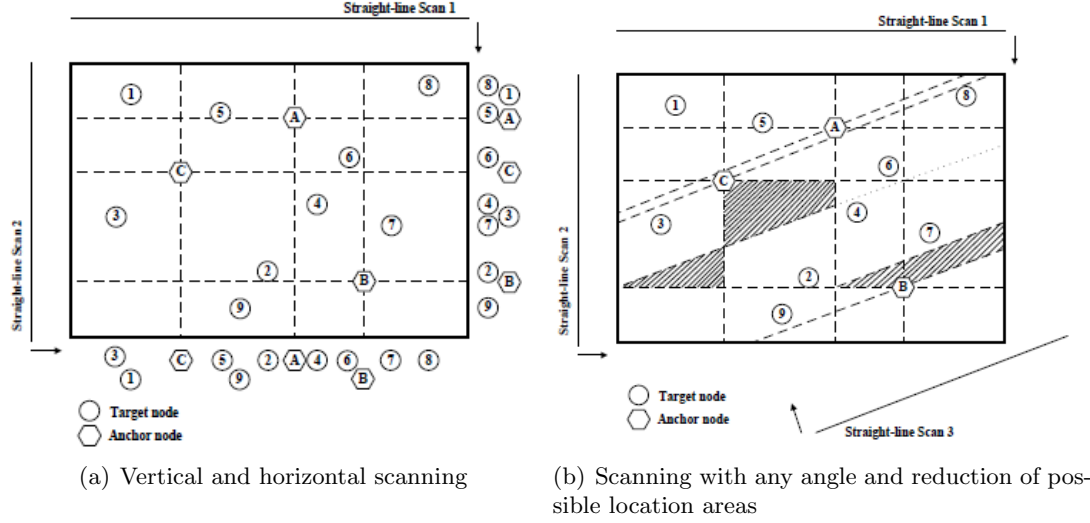 Straight-line Scan 1
Straight-line Scan 2
1
8
5
A
6
C
3
4
7
2
B
9
8
1
5
A
6
C
4
3
7
2
B
9
3
C
5
2
A
4
6
7
8
1
9
B
Target node
Anchor node
(a) Vertical and horizontal scanning
Straight-line Scan 1
Straight-line Scan 2
1
8
5
A
6
C
3
4
7
2
B
9
Target node
Anchor node
Straight-line Scan 3
(b) Scanning with any angle and reduction of pos-
sible location areas